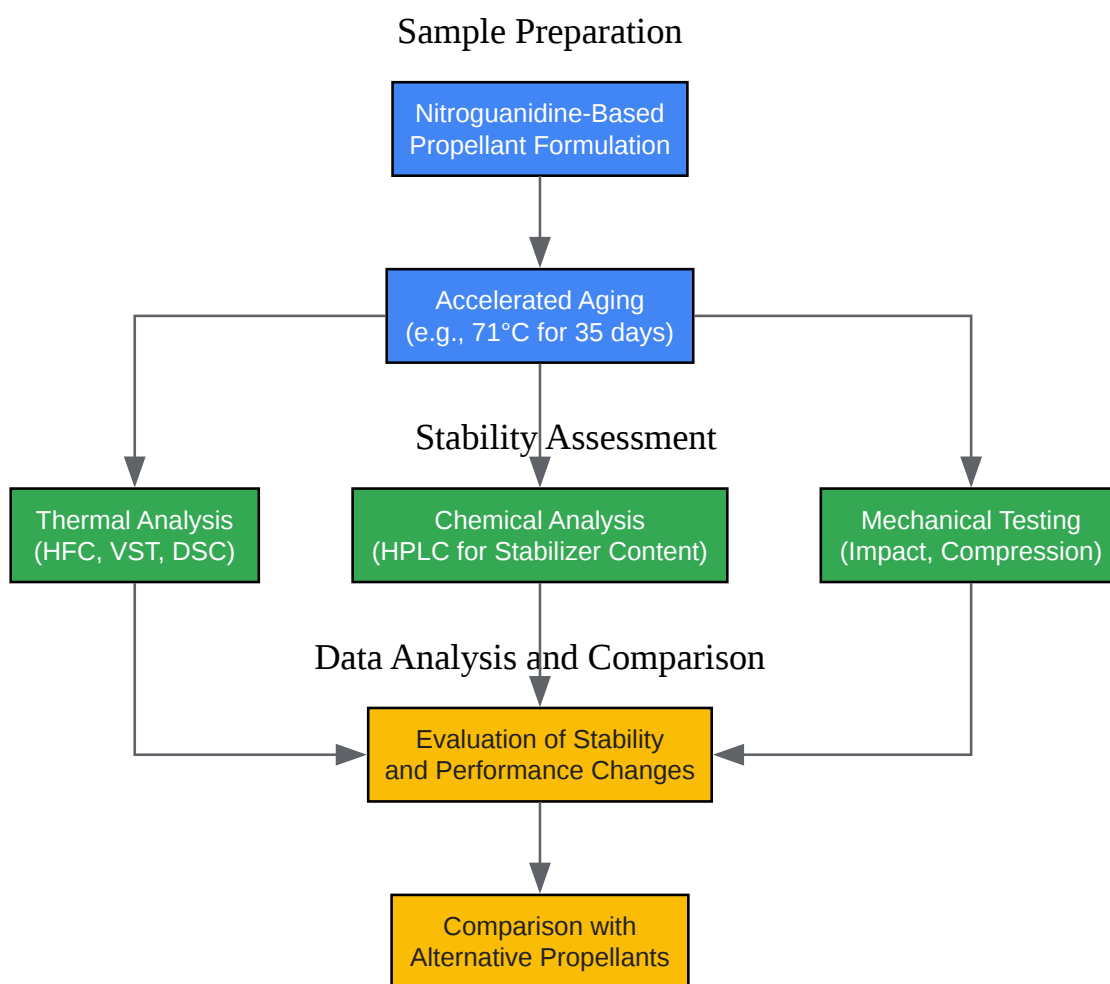 Sample Preparation
Nitroguanidine-Based
Propellant Formulation
Accelerated Aging
(e.g., 71°C for 35 days)
Stability Assessment
Thermal Analysis
(HFC, VST, DSC)
Chemical Analysis
(HPLC for Stabilizer Content)
Mechanical Testing
(Impact, Compression)
Data Analysis and Comparison
Evaluation of Stability
and Performance Changes
Comparison with
Alternative Propellants